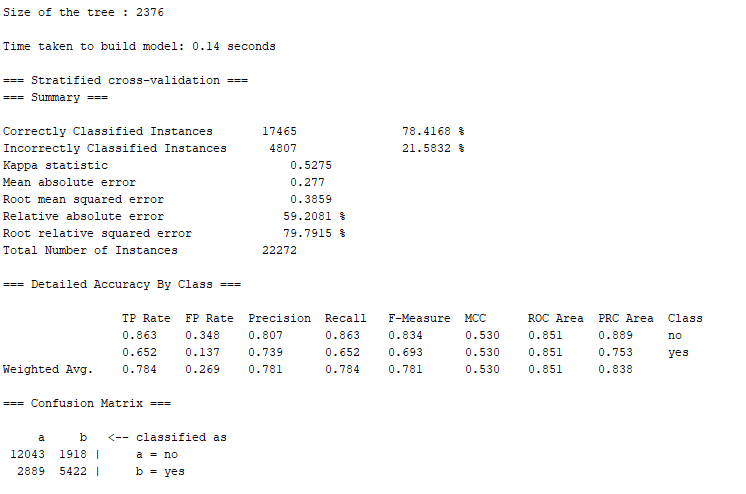 Size of the tree : 2376
Time taken to build model: 0.14 seconds
=== Stratified cross-validation ===
=== Summary ===
Correctly Classified Instances 17465 78.4168 %
Incorrectly Classified Instances 4807 21.5832 %
Kappa statistic 0.5275
Mean absolute error 0.277
Root mean squared error 0.3859
Relative absolute error 59.2081 %
Root relative squared error 79.7915 %
Total Number of Instances 22272
=== Detailed Accuracy By Class ===
TP Rate FP Rate Precision Recall F-Measure MCC ROC Area PRC Area Class
0.863 0.348 0.807 0.863 0.834 0.530 0.851 0.889 no
0.652 0.137 0.739 0.652 0.693 0.530 0.851 0.753 yes
Weighted Avg. 0.784 0.269 0.781 0.784 0.781 0.530 0.851 0.838
=== Confusion Matrix ===
a b <-- classified as
12043 1918 | a = no
2889 5422 | b = yes